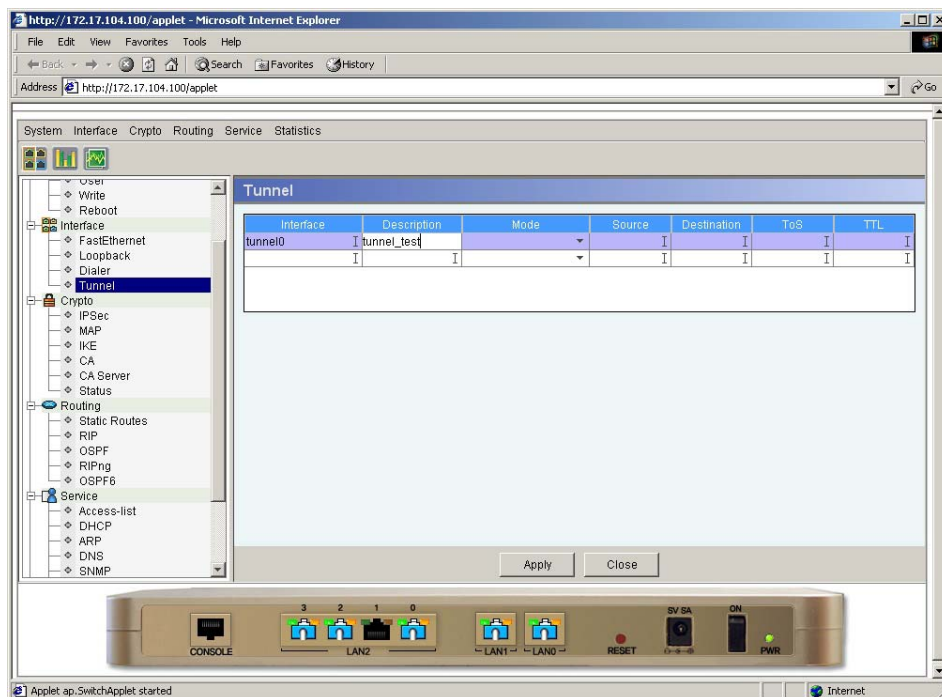 http://172.17.104.100/applet - Microsoft Internet Explorer
File Edit View Favorites Tools Help
Back Search Favorites History
Address http://172.17.104.100/applet Go
System Interface Crypto Routing Service Statistics
User
Write
Reboot
Interface
FastEthernet
Loopback
Dialer
Tunnel
Crypto
IPSec
MAP
IKE
CA
CA Server
Status
Routing
Static Routes
RIP
OSPF
RIPng
OSPF6
Service
Access-list
DHCP
ARP
DNS
SNMP
Tunnel
Interface Description Mode Source Destination ToS TTL
tunnel0 tunnel_test
Apply Close
3 2 1 0
CONSOLE LAN2 LAN1 LAN0 RESET 5V 5A ON PWR
Applet ap.SwitchApplet started Internet